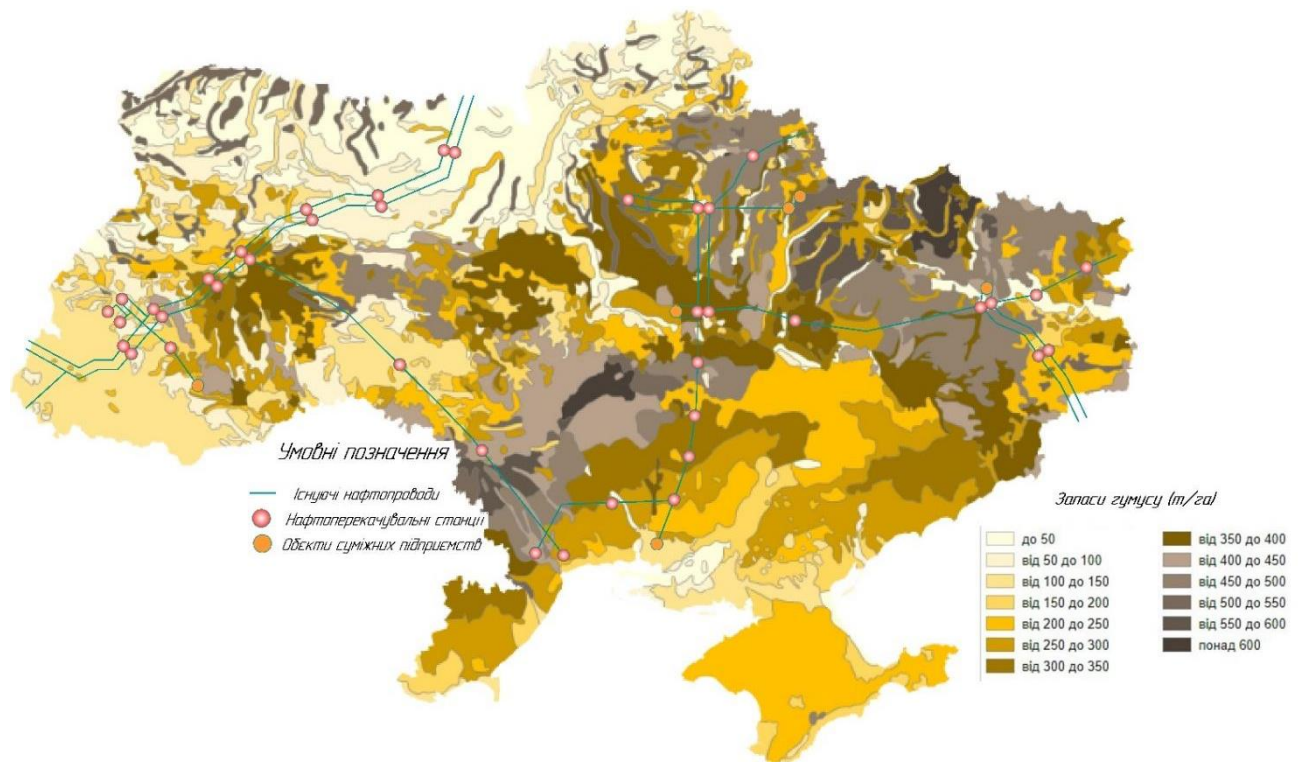 Умовні позначення
Існуючі нафтопроводи
Нафтоперекачувальні станції
Обєкти суміжних підприємств
Запаси гумусу (т/га)
до 50
від 50 до 100
від 100 до 150
від 150 до 200
від 200 до 250
від 250 до 300
від 300 до 350
від 350 до 400
від 400 до 450
від 450 до 500
від 500 до 550
від 550 до 600
понад 600